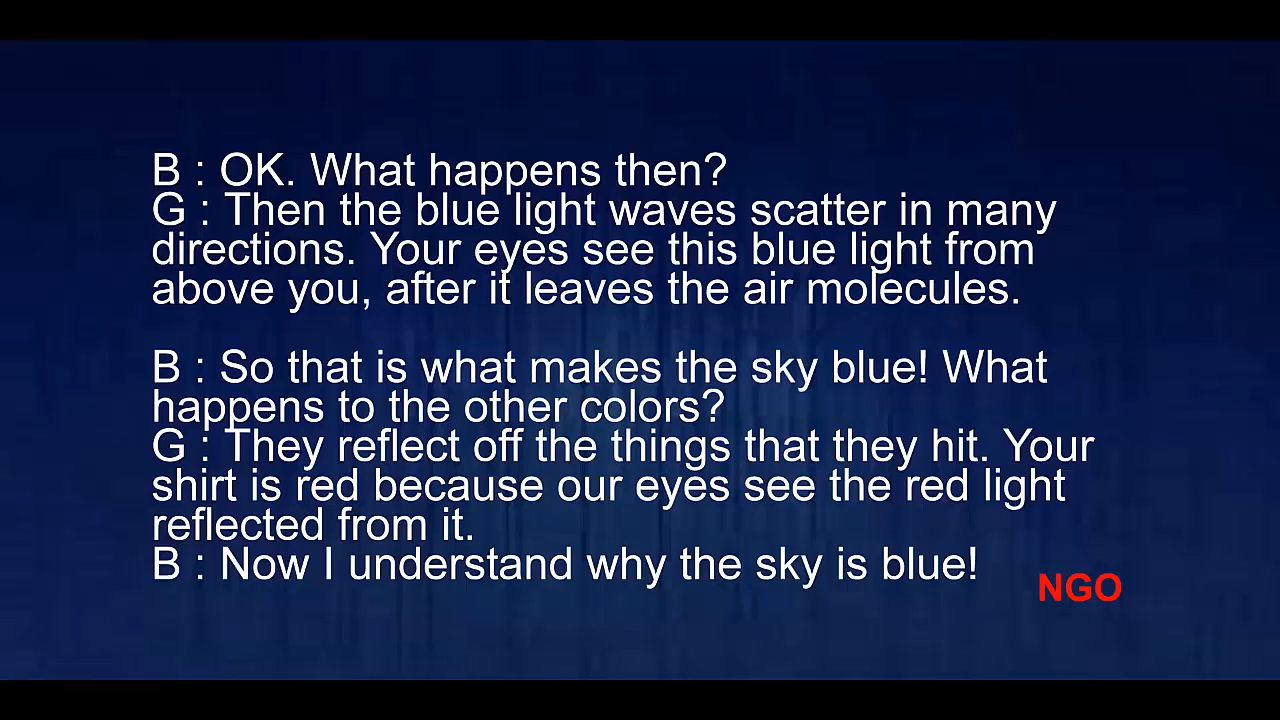 B : OK. What happens then?
G : Then the blue light waves scatter in many
directions. Your eyes see this blue light from
above you, after it leaves the air molecules.
B : So that is what makes the sky blue! What
happens to the other colors?
G : They reflect off the things that they hit. Your
shirt is red because our eyes see the red light
reflected from it.
B : Now I understand why the sky is blue!
NGO